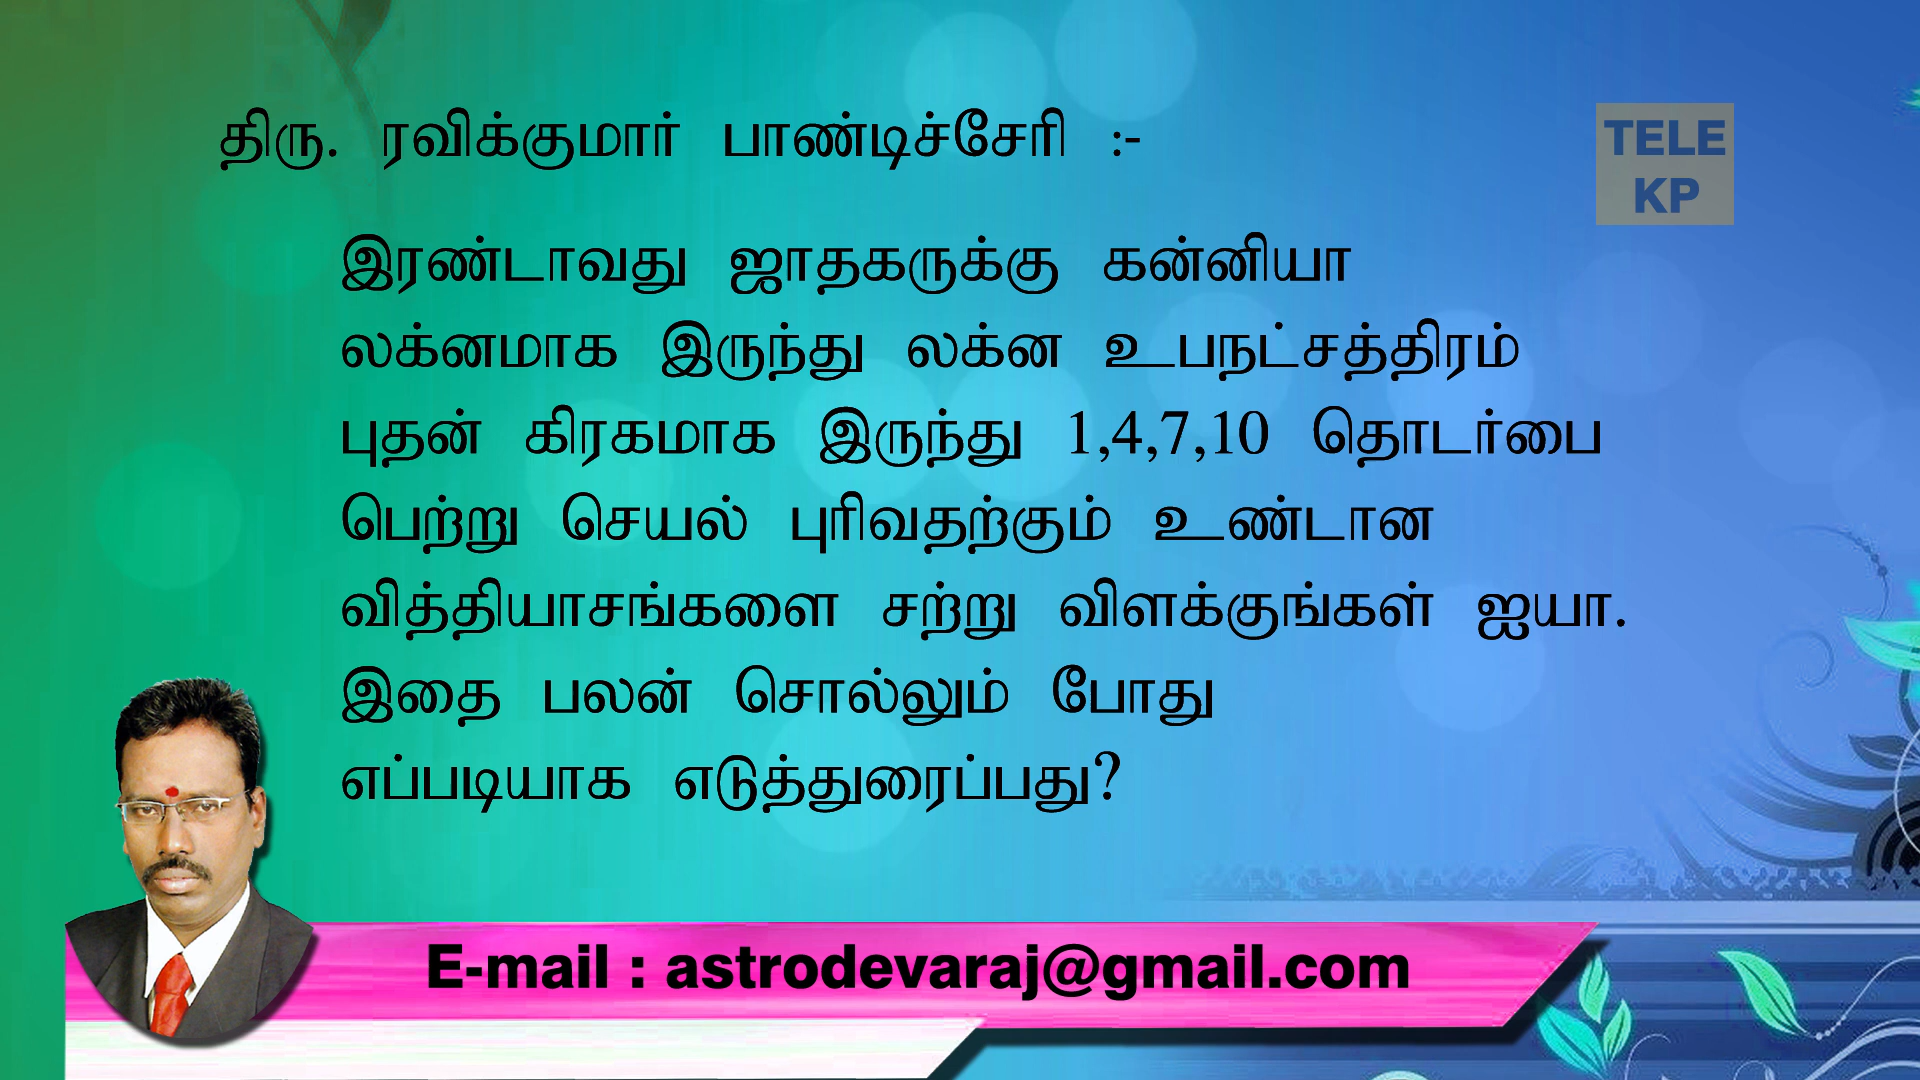 திரு. ரவிக்குமார் பாண்டிச்சேரி :-
TELE
KP
இரண்டாவது ஜாதகருக்கு கன்னியா
லக்னமாக இருந்து லக்ன உபநட்சத்திரம்
புதன் கிரகமாக இருந்து 1,4,7,10 தொடர்பை
பெற்று செயல் புரிவதற்கும் உண்டான
வித்தியாசங்களை சற்று விளக்குங்கள் ஐயா.
இதை பலன் சொல்லும் போது
எப்படியாக எடுத்துரைப்பது?
E-mail : astrodevaraj@gmail.com